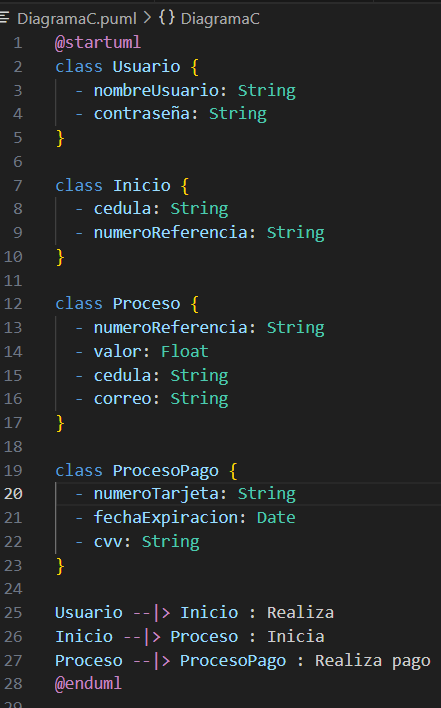 DiagramaC.puml > {} DiagramaC
1 @startuml
2 class Usuario {
3   - nombreUsuario: String
4   - contraseña: String
5 }
6
7 class Inicio {
8   - cedula: String
9   - numeroReferencia: String
10 }
11
12 class Proceso {
13   - numeroReferencia: String
14   - valor: Float
15   - cedula: String
16   - correo: String
17 }
18
19 class ProcesoPago {
20   - numeroTarjeta: String
21   - fechaExpiracion: Date
22   - cvv: String
23 }
24
25 Usuario --|> Inicio : Realiza
26 Inicio --|> Proceso : Inicia
27 Proceso --|> ProcesoPago : Realiza pago
28 @enduml
29